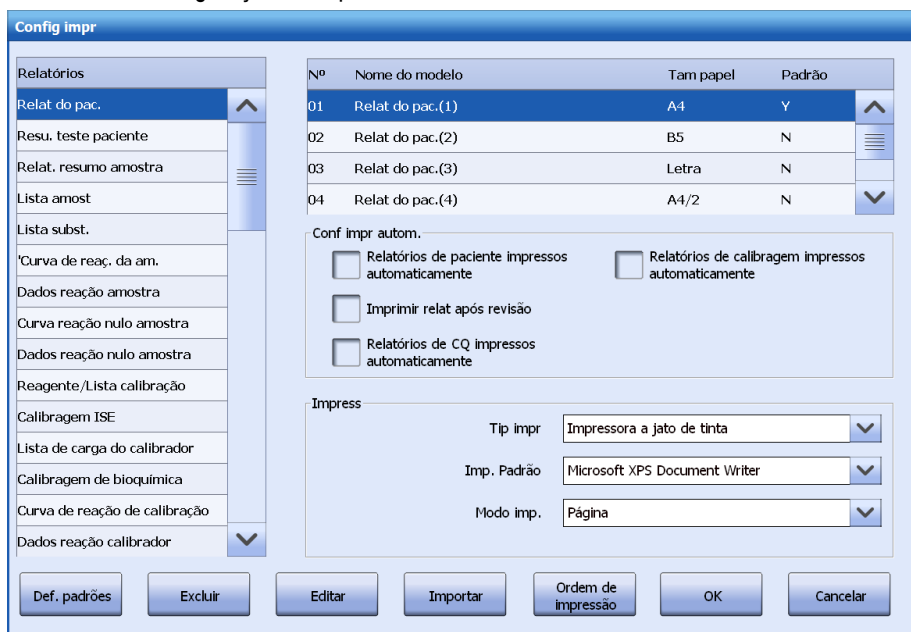 Config impr
Relatórios
Relat do pac.
Resu. teste paciente
Relat. resumo amostra
Lista amost
Lista subst.
'Curva de reaç. da am.
Dados reação amostra
Curva reação nulo amostra
Dados reação nulo amostra
Reagente/Lista calibração
Calibragem ISE
Lista de carga do calibrador
Calibragem de bioquímica
Curva de reação de calibração
Dados reação calibrador
Nº Nome do modelo Tam papel Padrão
01 Relat do pac.(1) A4 Y
02 Relat do pac.(2) B5 N
03 Relat do pac.(3) Letra N
04 Relat do pac.(4) A4/2 N
Conf impr autom.
Relatórios de paciente impressos
automaticamente
Relatórios de calibragem impressos
automaticamente
Imprimir relat após revisão
Relatórios de CQ impressos
automaticamente
Impress
Tip impr Impressora a jato de tinta
Imp. Padrão Microsoft XPS Document Writer
Modo imp. Página
Def. padrões Excluir Editar Importar Ordem de
impressão OK Cancelar